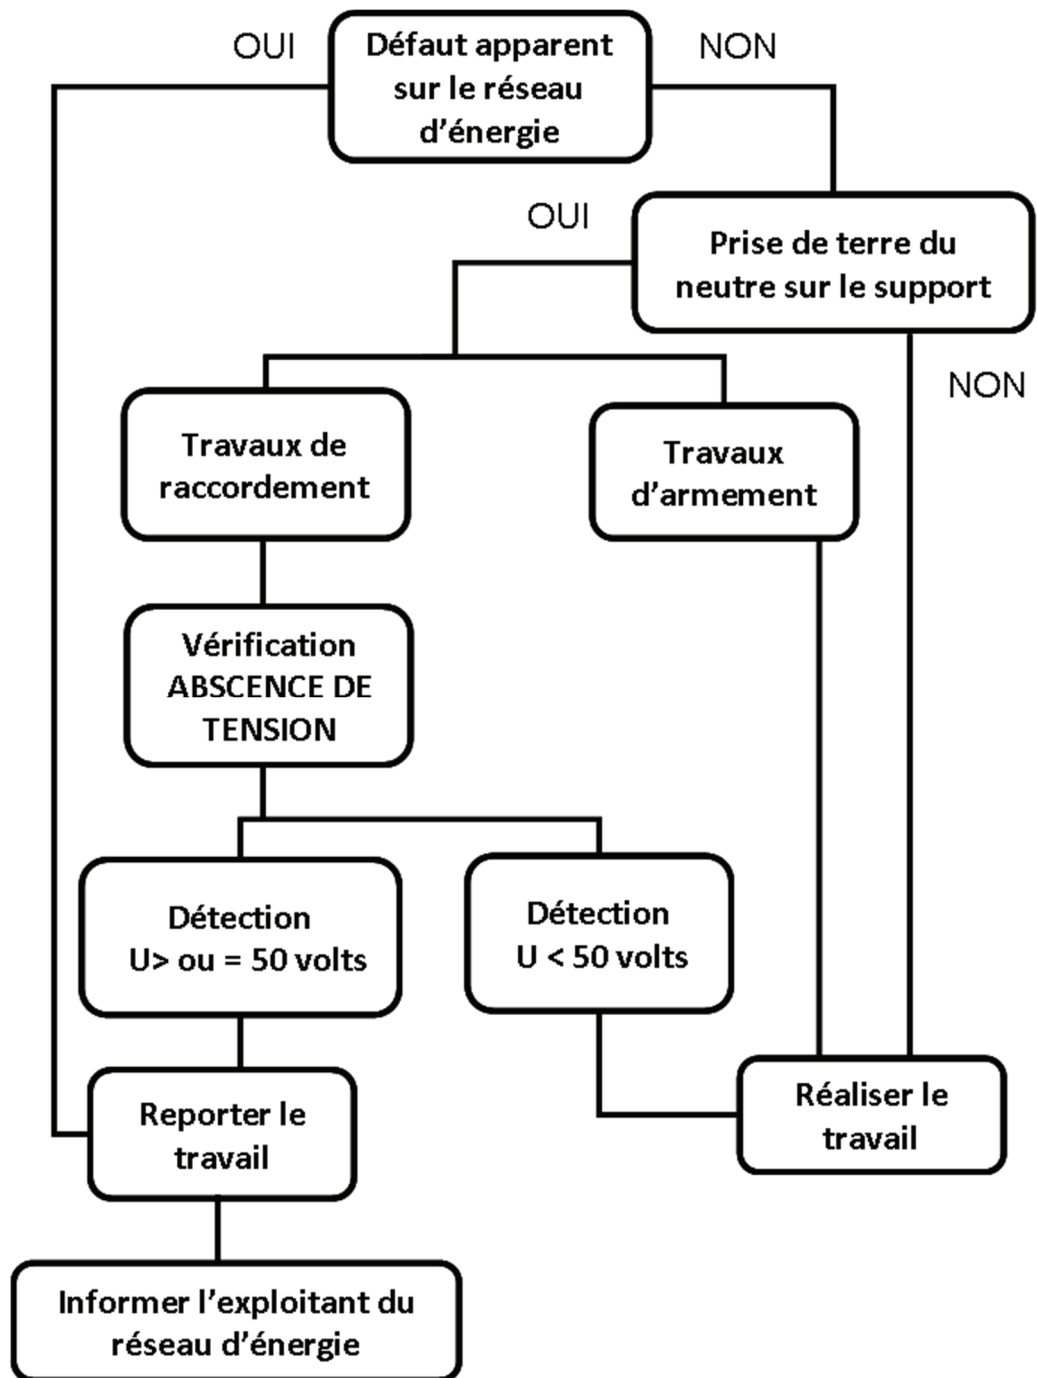 OUI
Défaut apparent
sur le réseau
d'énergie
NON
OUI
Prise de terre du
neutre sur le support
NON
Travaux de
raccordement
Travaux
d'armement
Vérification
ABSCENCE DE
TENSION
Détection
U> ou = 50 volts
Détection
U < 50 volts
Reporter le
travail
Réaliser le
travail
Informer l'exploitant du
réseau d'énergie